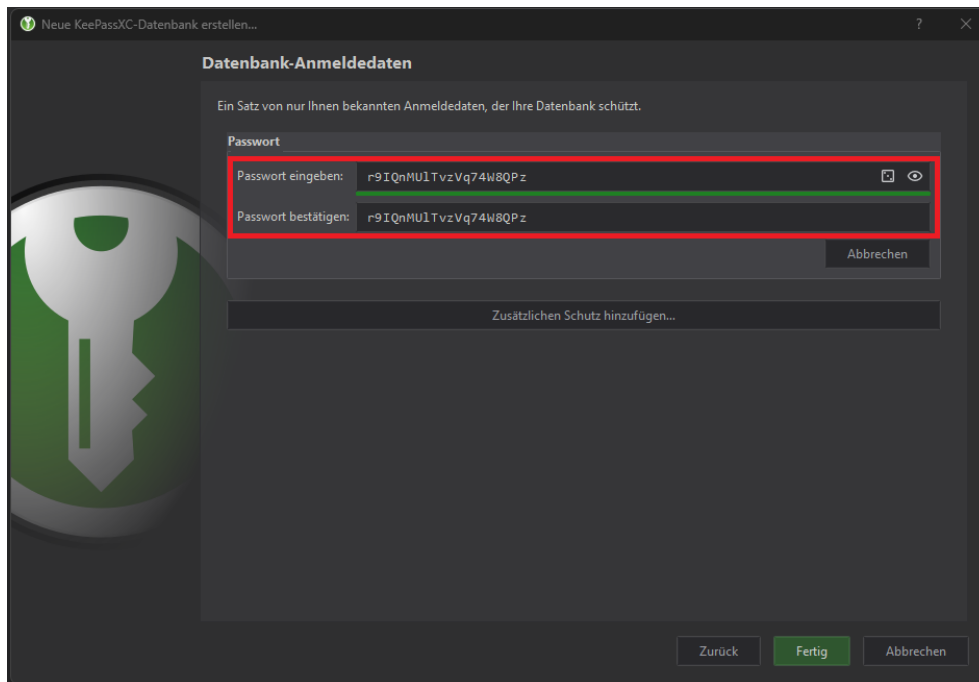 Neue KeePassXC-Datenbank erstellen...
Datenbank-Anmeldedaten
Ein Satz von nur Ihnen bekannten Anmeldedaten, der Ihre Datenbank schützt.
Passwort
Passwort eingeben: r9IQnMUlTvzVq74W8QPz
Passwort bestätigen: r9IQnMUlTvzVq74W8QPz
Abbrechen
Zusätzlichen Schutz hinzufügen...
Zurück Fertig Abbrechen